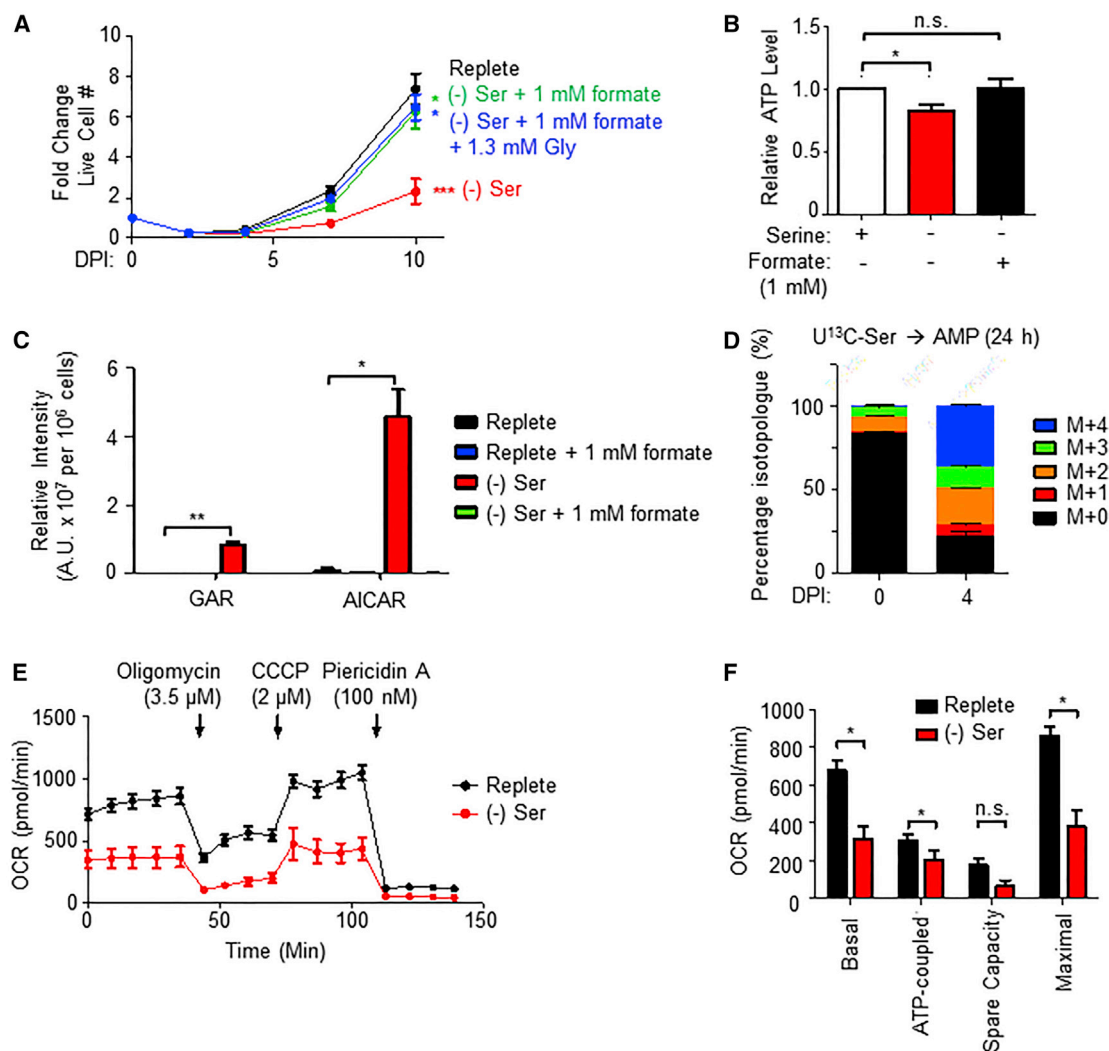 A
Fold Change
Live Cell #
10
8
6
4
2
0
DPI: 0 5 10
Replete
* (-) Ser + 1 mM formate
* (-) Ser + 1 mM formate
+ 1.3 mM Gly
*** (-) Ser
B
n.s.
*
Relative ATP Level
1.5
1.0
0.5
0.0
Serine: + - -
Formate: - - +
(1 mM)
C
Relative Intensity
(A.U. x 10⁷ per 10⁶ cells)
6
4
2
0
**
*
GAR AICAR
Replete
Replete + 1 mM formate
(-) Ser
(-) Ser + 1 mM formate
D
U¹³C-Ser → AMP (24 h)
Percentage isotopologue (%)
100
50
0
DPI: 0 4
M+4
M+3
M+2
M+1
M+0
E
Oligomycin CCCP Piericidin A
(3.5 µM) (2 µM) (100 nM)
OCR (pmol/min)
1500
1000
500
0
0 50 100 150
Time (Min)
Replete
(-) Ser
F
Replete
(-) Ser
OCR (pmol/min)
1000
800
600
400
200
0
*
*
n.s.
*
Basal
ATP-coupled
Spare Capacity
Maximal